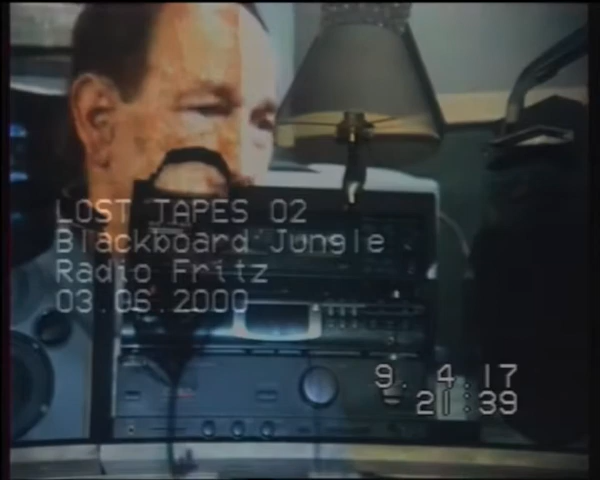 LOST TAPES 02
Blackboard Jungle
Radio Fritz
03.06.2000
9. 4.17
21:39